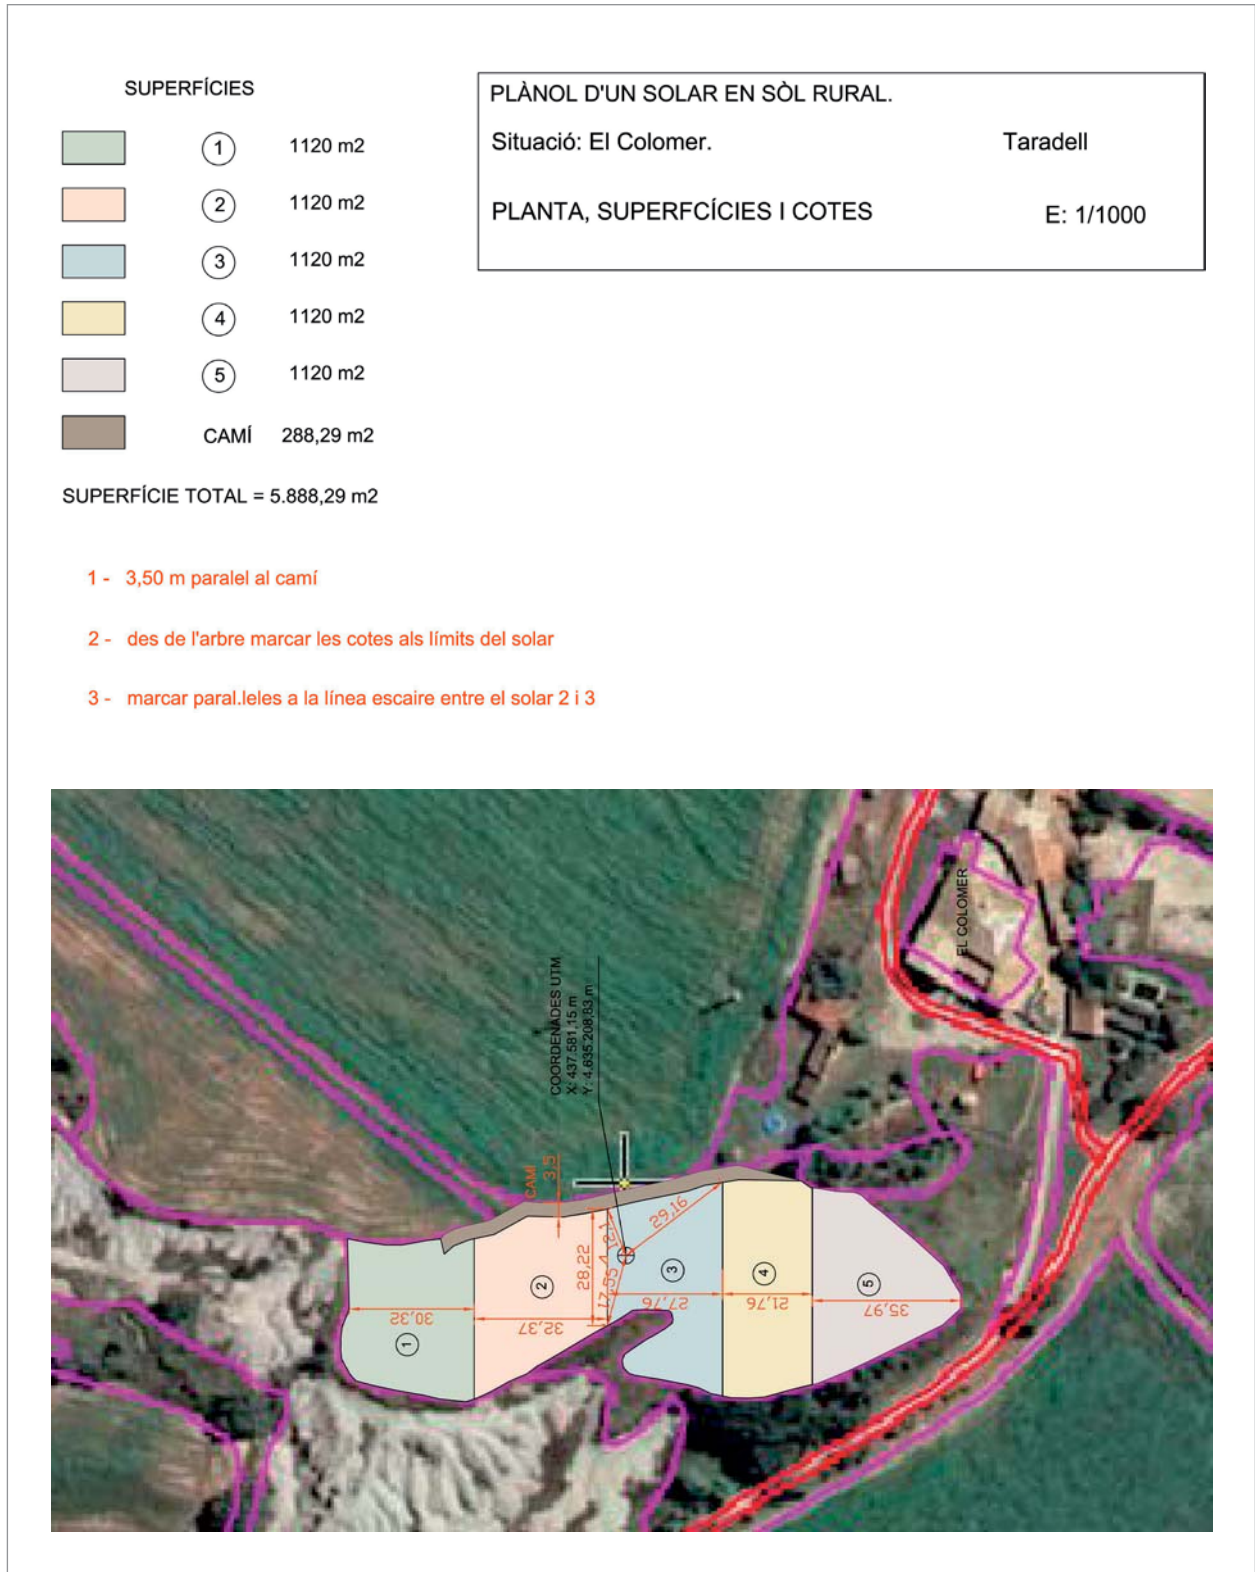 SUPERFÍCIES
1 1120 m2
2 1120 m2
3 1120 m2
4 1120 m2
5 1120 m2
CAMÍ 288,29 m2
SUPERFÍCIE TOTAL = 5.888,29 m2
PLÀNOL D'UN SOLAR EN SÒL RURAL.
Situació: El Colomer. Taradell
PLANTA, SUPERFCÍCIES I COTES E: 1/1000
1 - 3,50 m paralel al camí
2 - des de l'arbre marcar les cotes als límits del solar
3 - marcar paral.leles a la línea escaire entre el solar 2 i 3
EL COLOMER
COORDENADES UTM
X: 437.581,15 m
Y: 4.635.208,83 m
CAMÍ
3,5
29,16
28,22
17,55
30,32
32,37
27,76
21,76
35,97
1
2
3
4
5